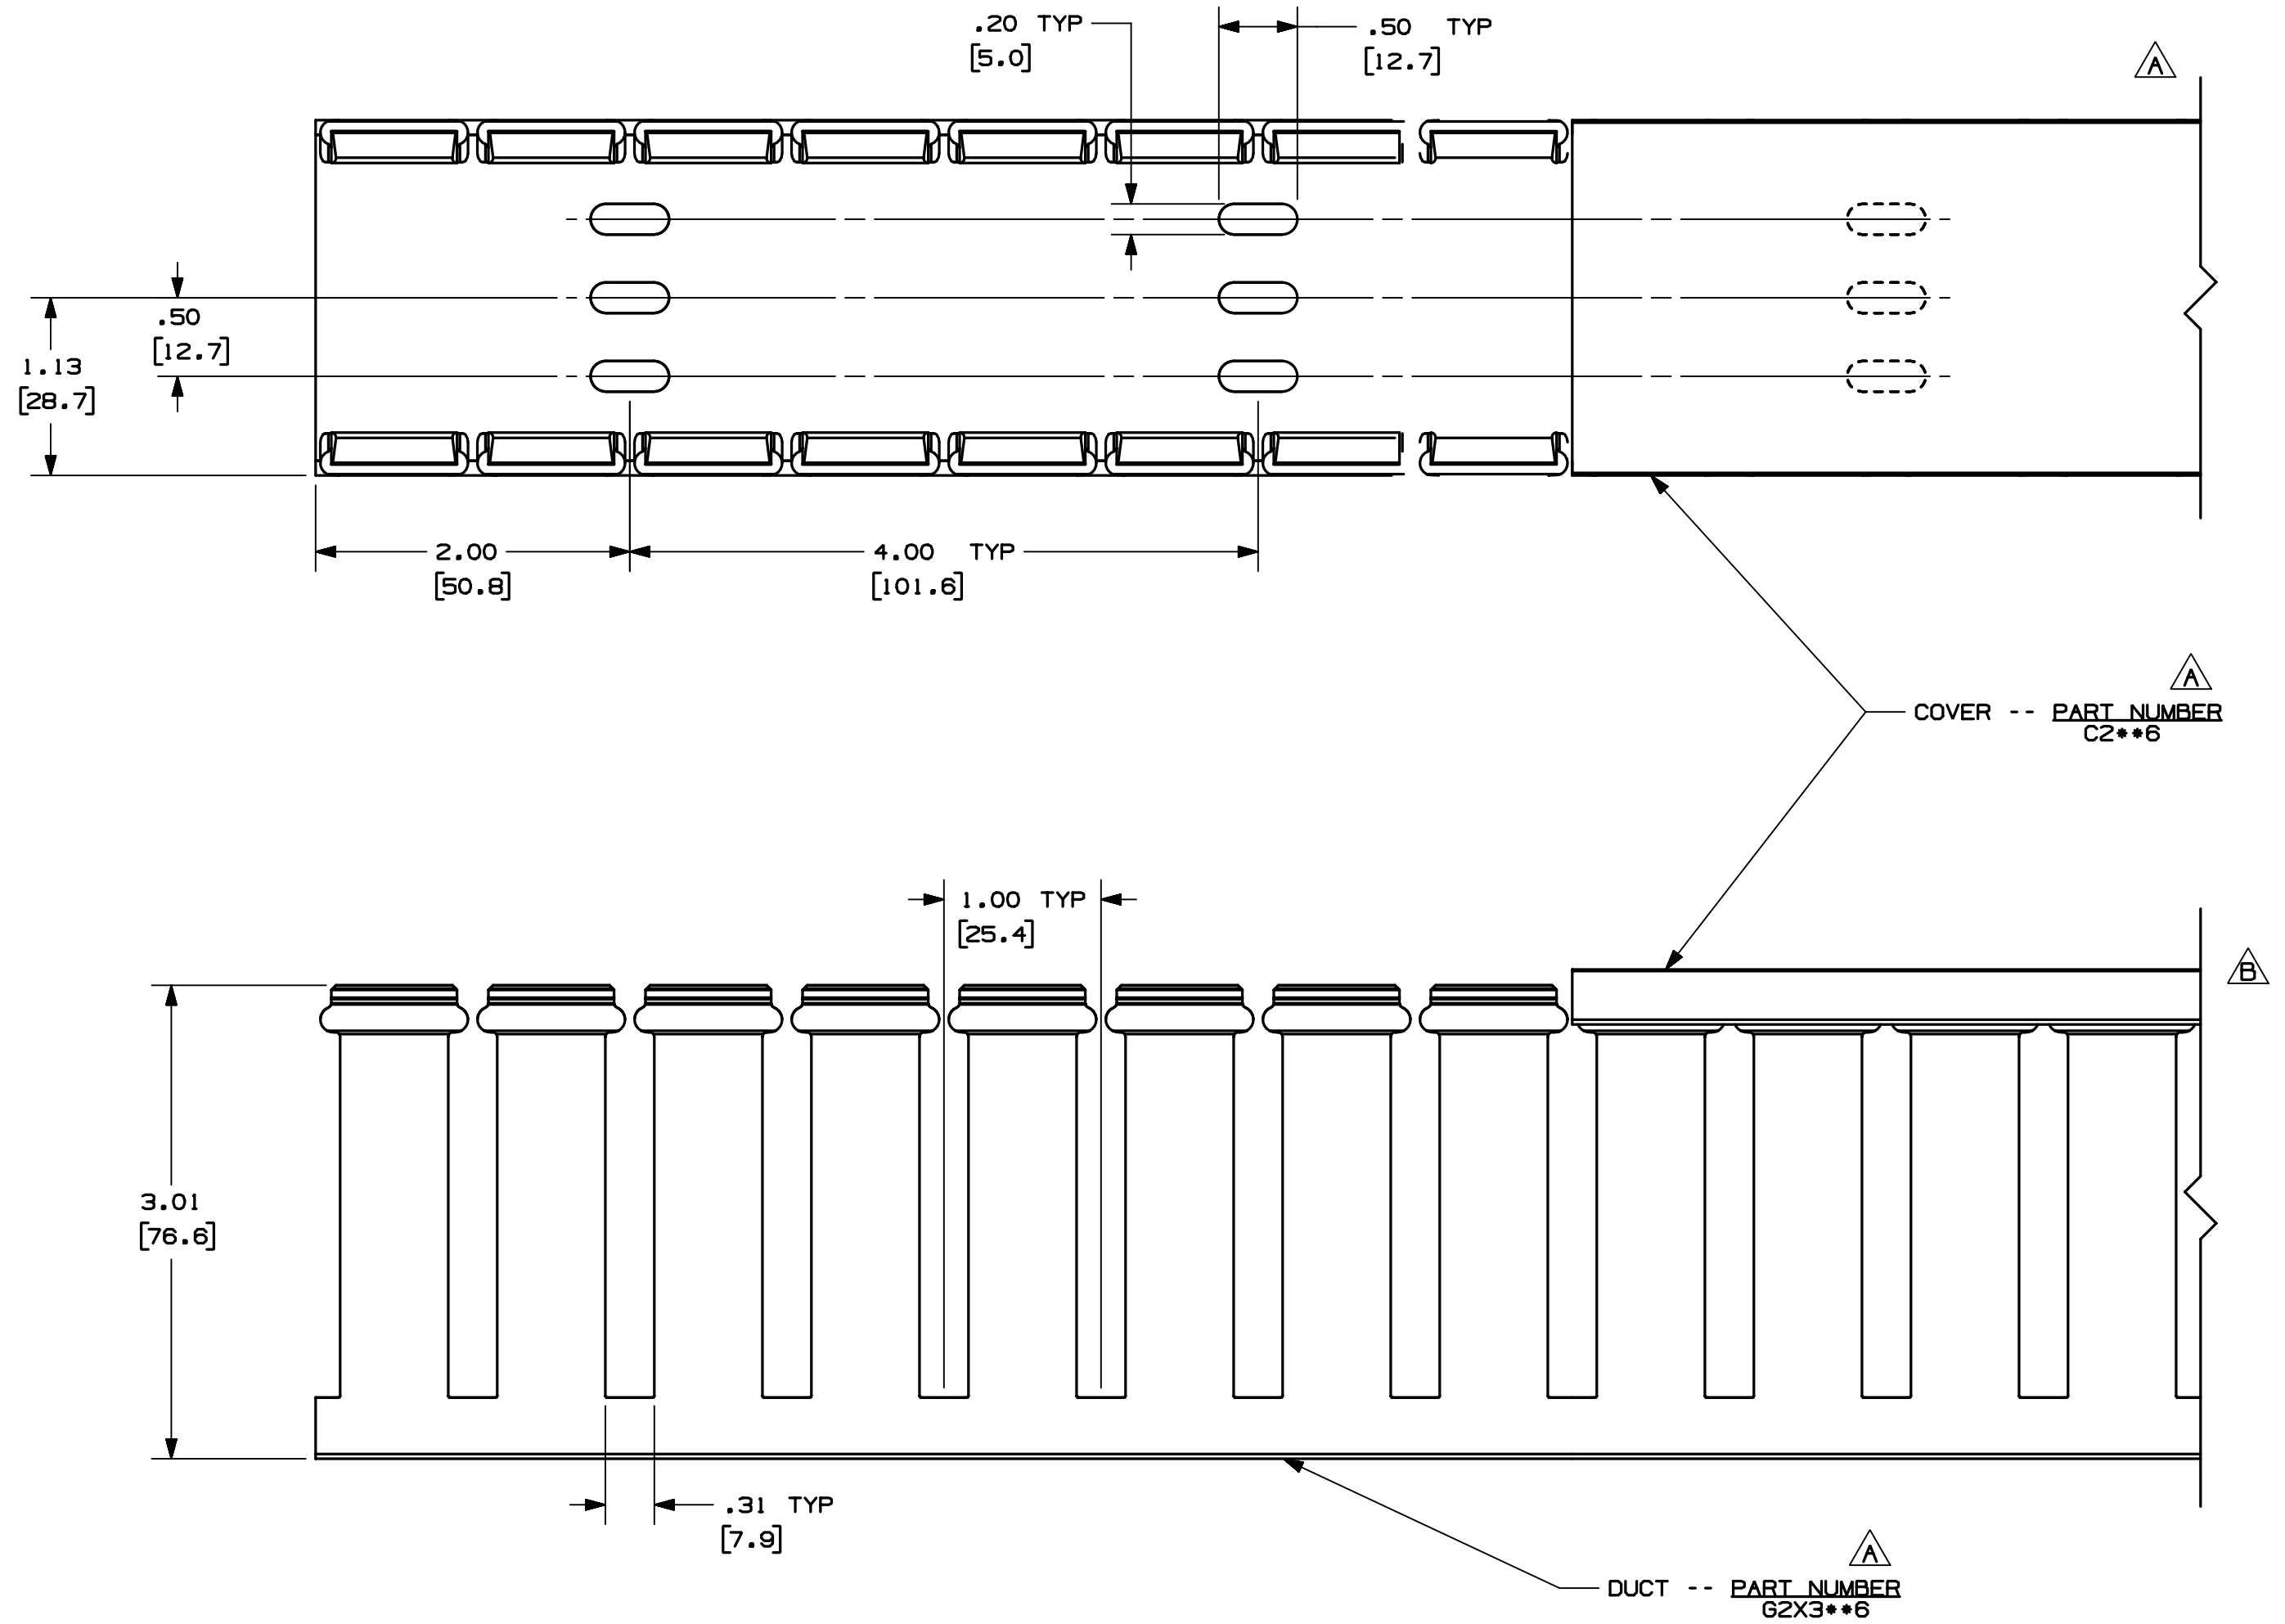 .20 TYP
[5.0]
.50 TYP
[12.7]
A
.50
[12.7]
1.13
[28.7]
2.00
[50.8]
4.00 TYP
[101.6]
A
COVER -- PART NUMBER
C2**6
1.00 TYP
[25.4]
B
3.01
[76.6]
.31 TYP
[7.9]
A
DUCT -- PART NUMBER
G2X3**6